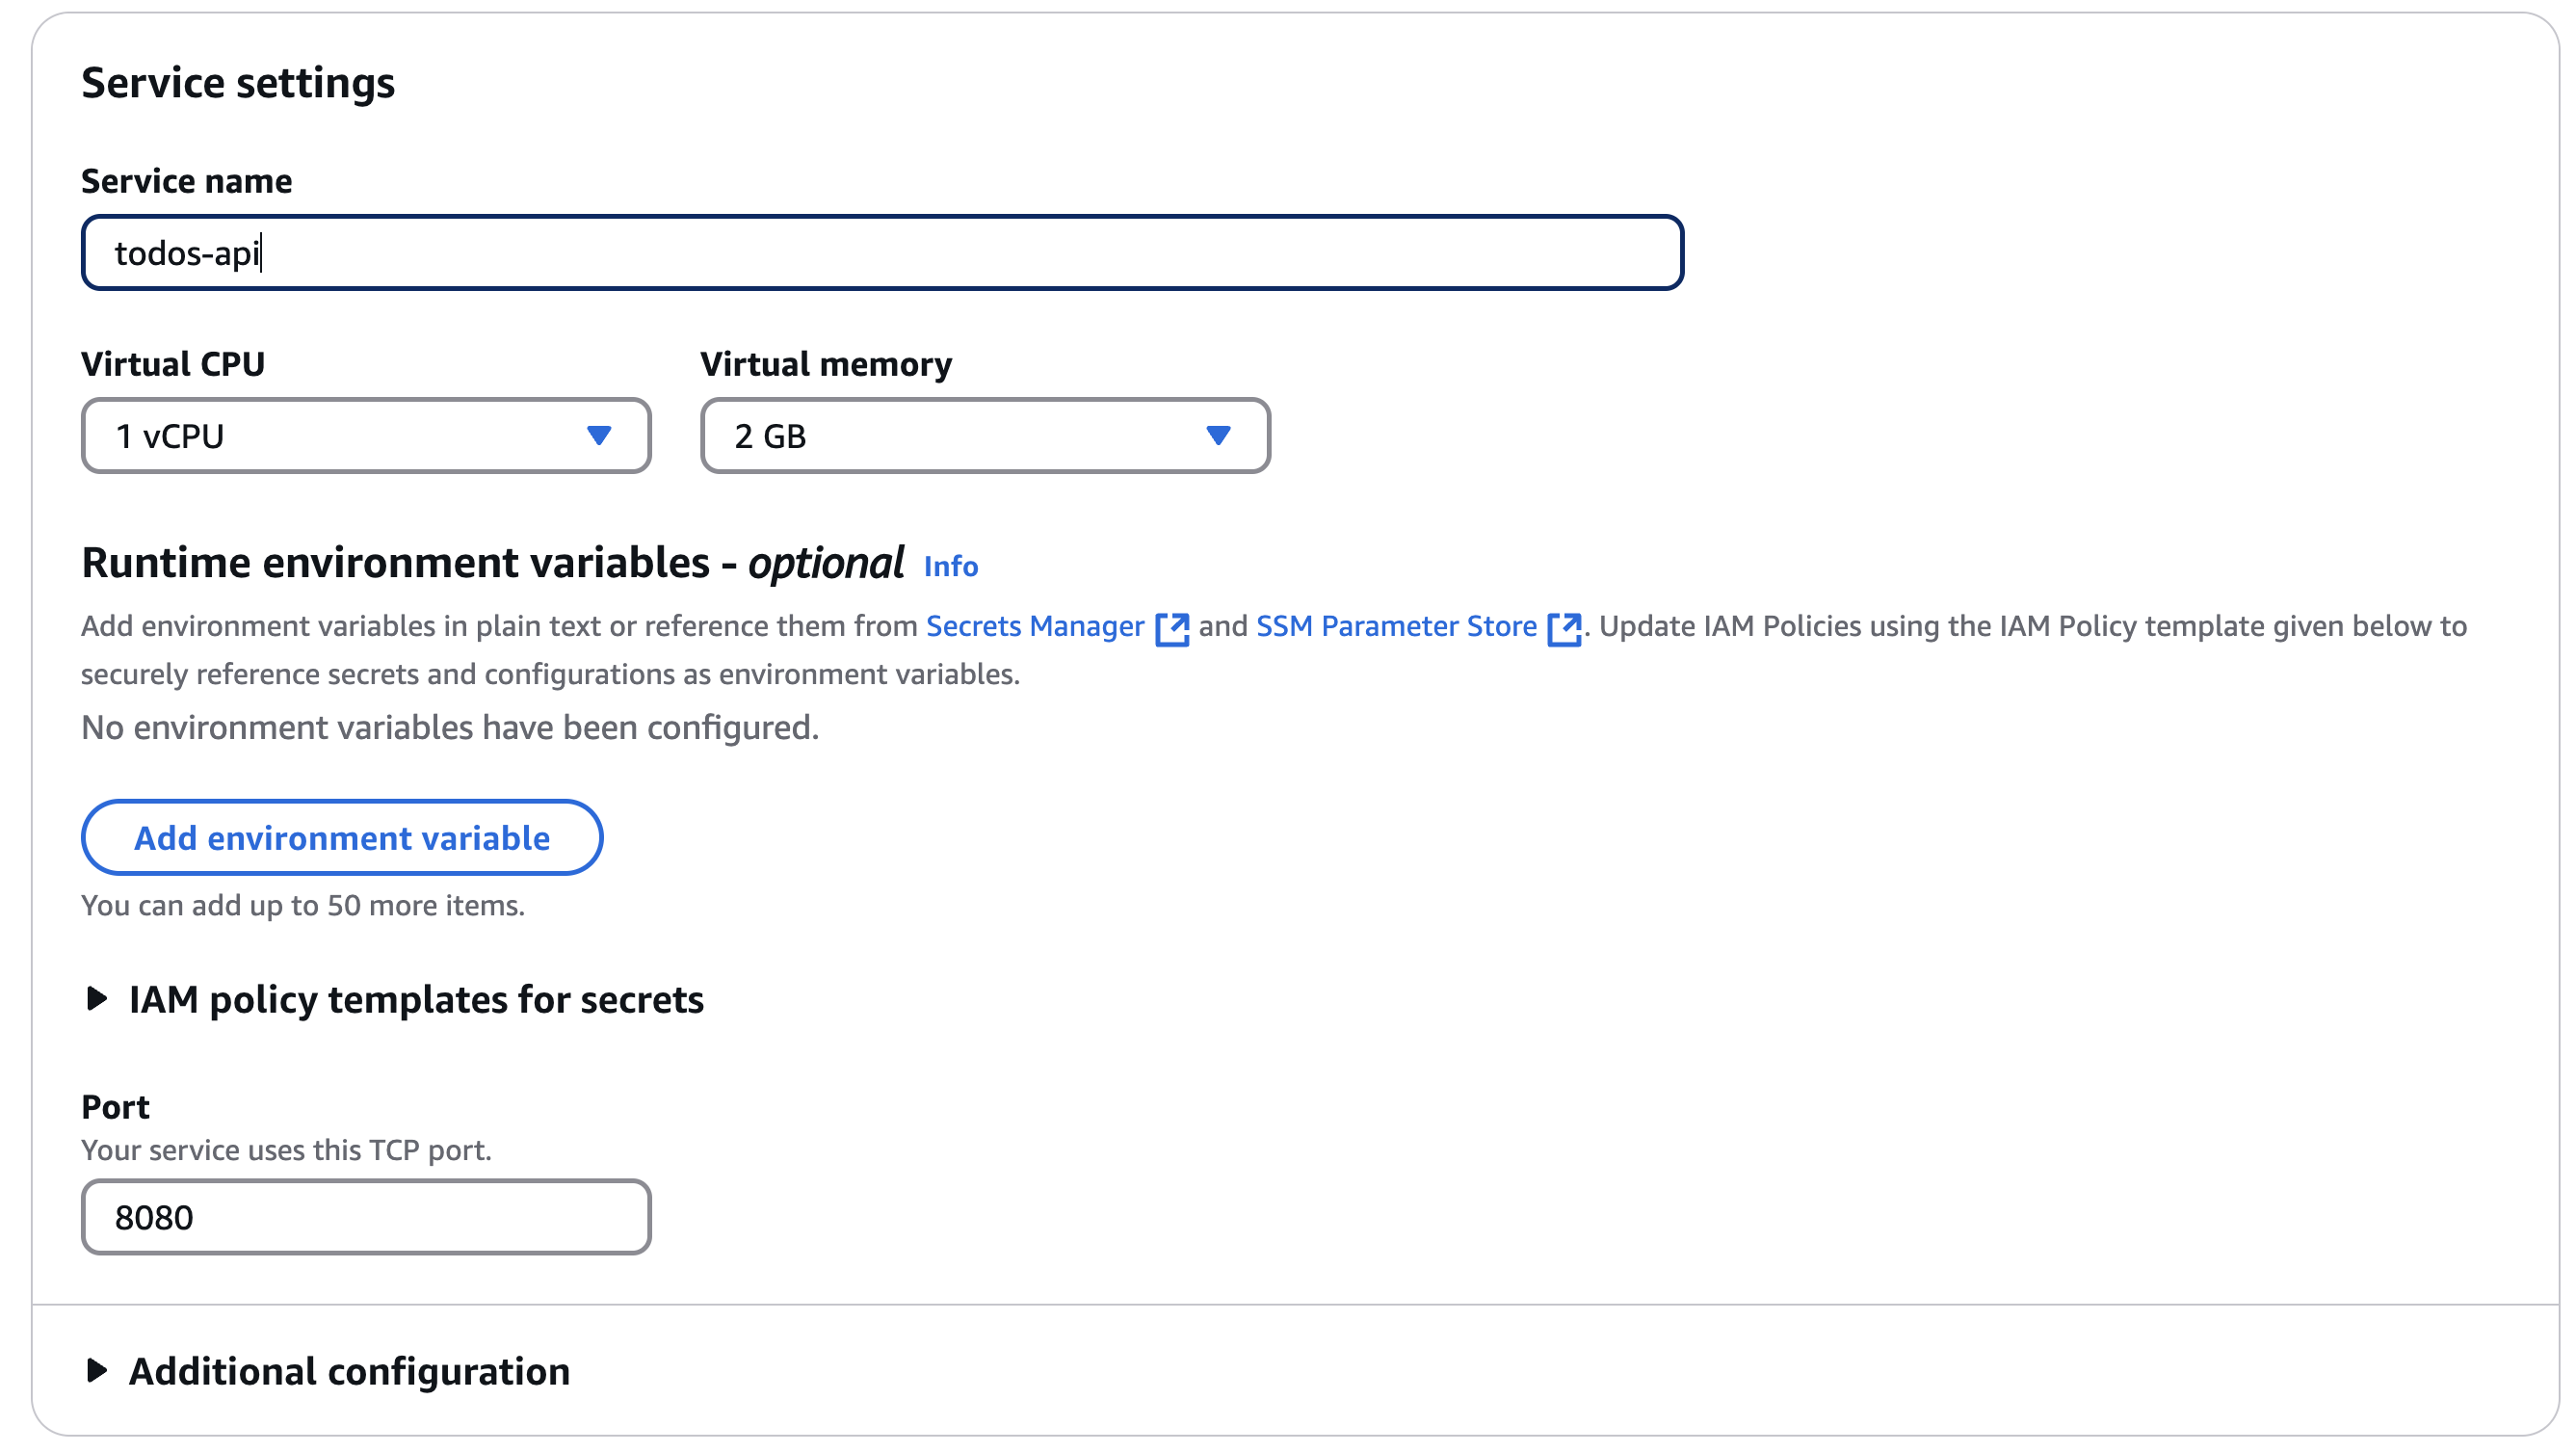 Service settings
Service name
todos-api
Virtual CPU
Virtual memory
1 vCPU
2 GB
Runtime environment variables - optional Info
Add environment variables in plain text or reference them from Secrets Manager and SSM Parameter Store . Update IAM Policies using the IAM Policy template given below to
securely reference secrets and configurations as environment variables.
No environment variables have been configured.
Add environment variable
You can add up to 50 more items.
IAM policy templates for secrets
Port
Your service uses this TCP port.
8080
Additional configuration